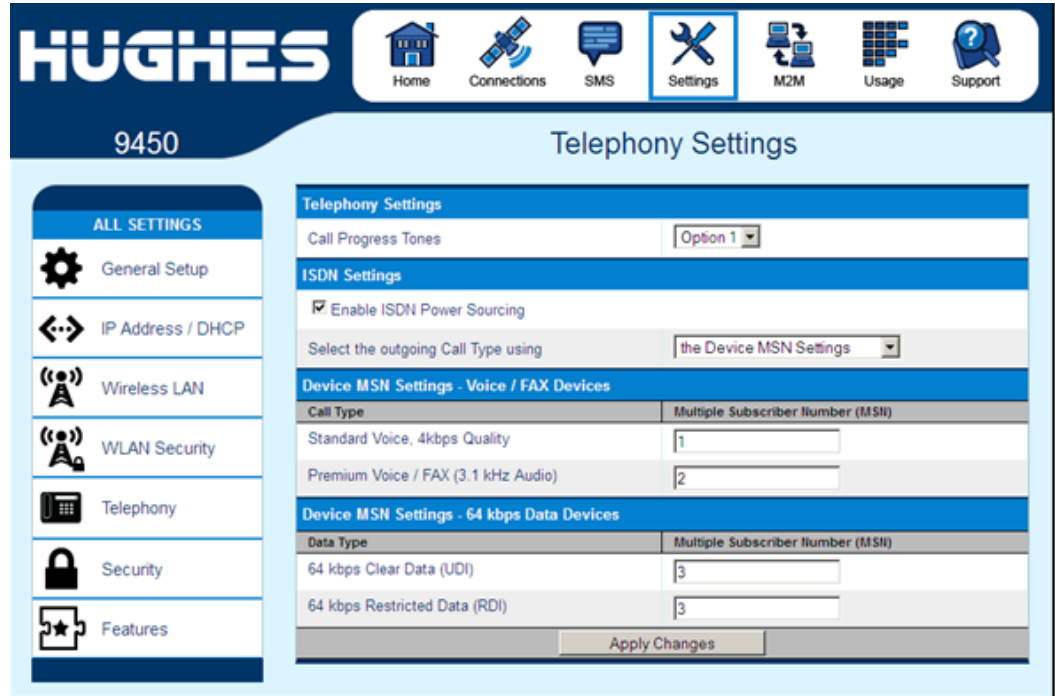 HUGHES
Home Connections SMS Settings M2M Usage Support
9450
Telephony Settings
ALL SETTINGS
General Setup
IP Address / DHCP
Wireless LAN
WLAN Security
Telephony
Security
Features
Telephony Settings
Call Progress Tones Option 1
ISDN Settings
Enable ISDN Power Sourcing
Select the outgoing Call Type using the Device MSN Settings
Device MSN Settings - Voice / FAX Devices
Call Type Multiple Subscriber Number (MSN)
Standard Voice, 4kbps Quality 1
Premium Voice / FAX (3.1 kHz Audio) 2
Device MSN Settings - 64 kbps Data Devices
Data Type Multiple Subscriber Number (MSN)
64 kbps Clear Data (UDI) 3
64 kbps Restricted Data (RDI) 3
Apply Changes